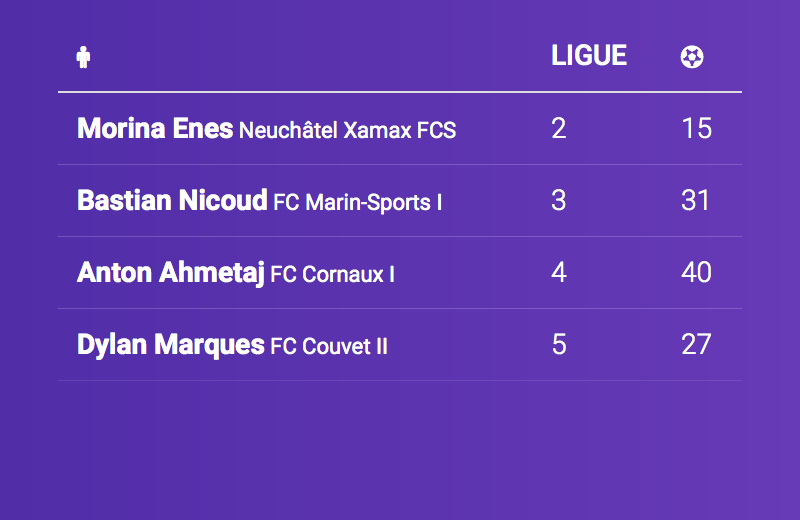 LIGUE
Morina Enes Neuchâtel Xamax FCS 2 15
Bastian Nicoud FC Marin-Sports I 3 31
Anton Ahmetaj FC Cornaux I 4 40
Dylan Marques FC Couvet II 5 27